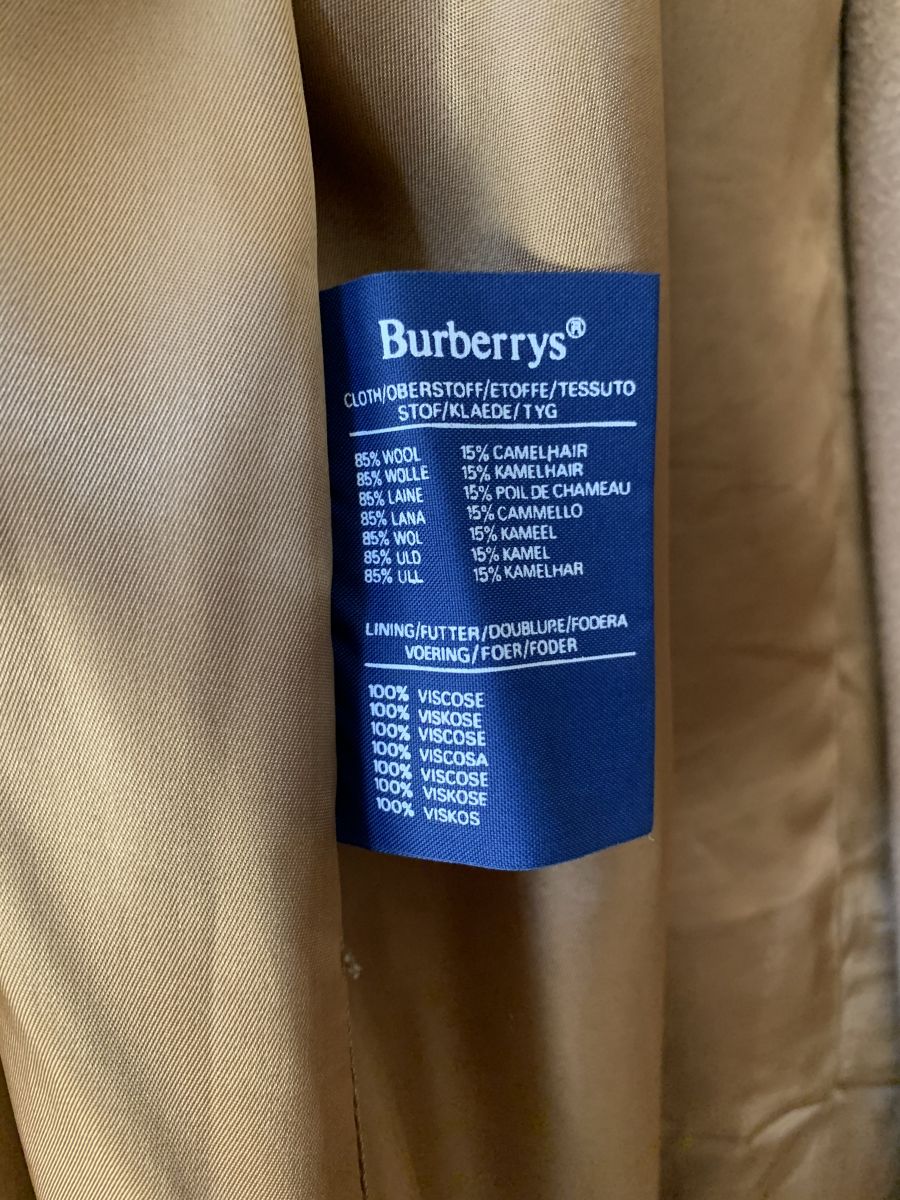 Burberrys®
CLOTH/OBERSTOFF/ETOFFE/TESSUTO
STOF/KLAEDE/TYG
85% WOOL 15% CAMELHAIR
85% WOLLE 15% KAMELHAIR
85% LAINE 15% POIL DE CHAMEAU
85% LANA 15% CAMMELLO
85% WOL 15% KAMEEL
85% ULD 15% KAMEL
85% ULL 15% KAMELHAR
LINING/FUTTER/DOUBLURE/FODERA
VOERING/FOER/FODER
100% VISCOSE
100% VISKOSE
100% VISCOSE
100% VISCOSA
100% VISCOSE
100% VISKOSE
100% VISKOS